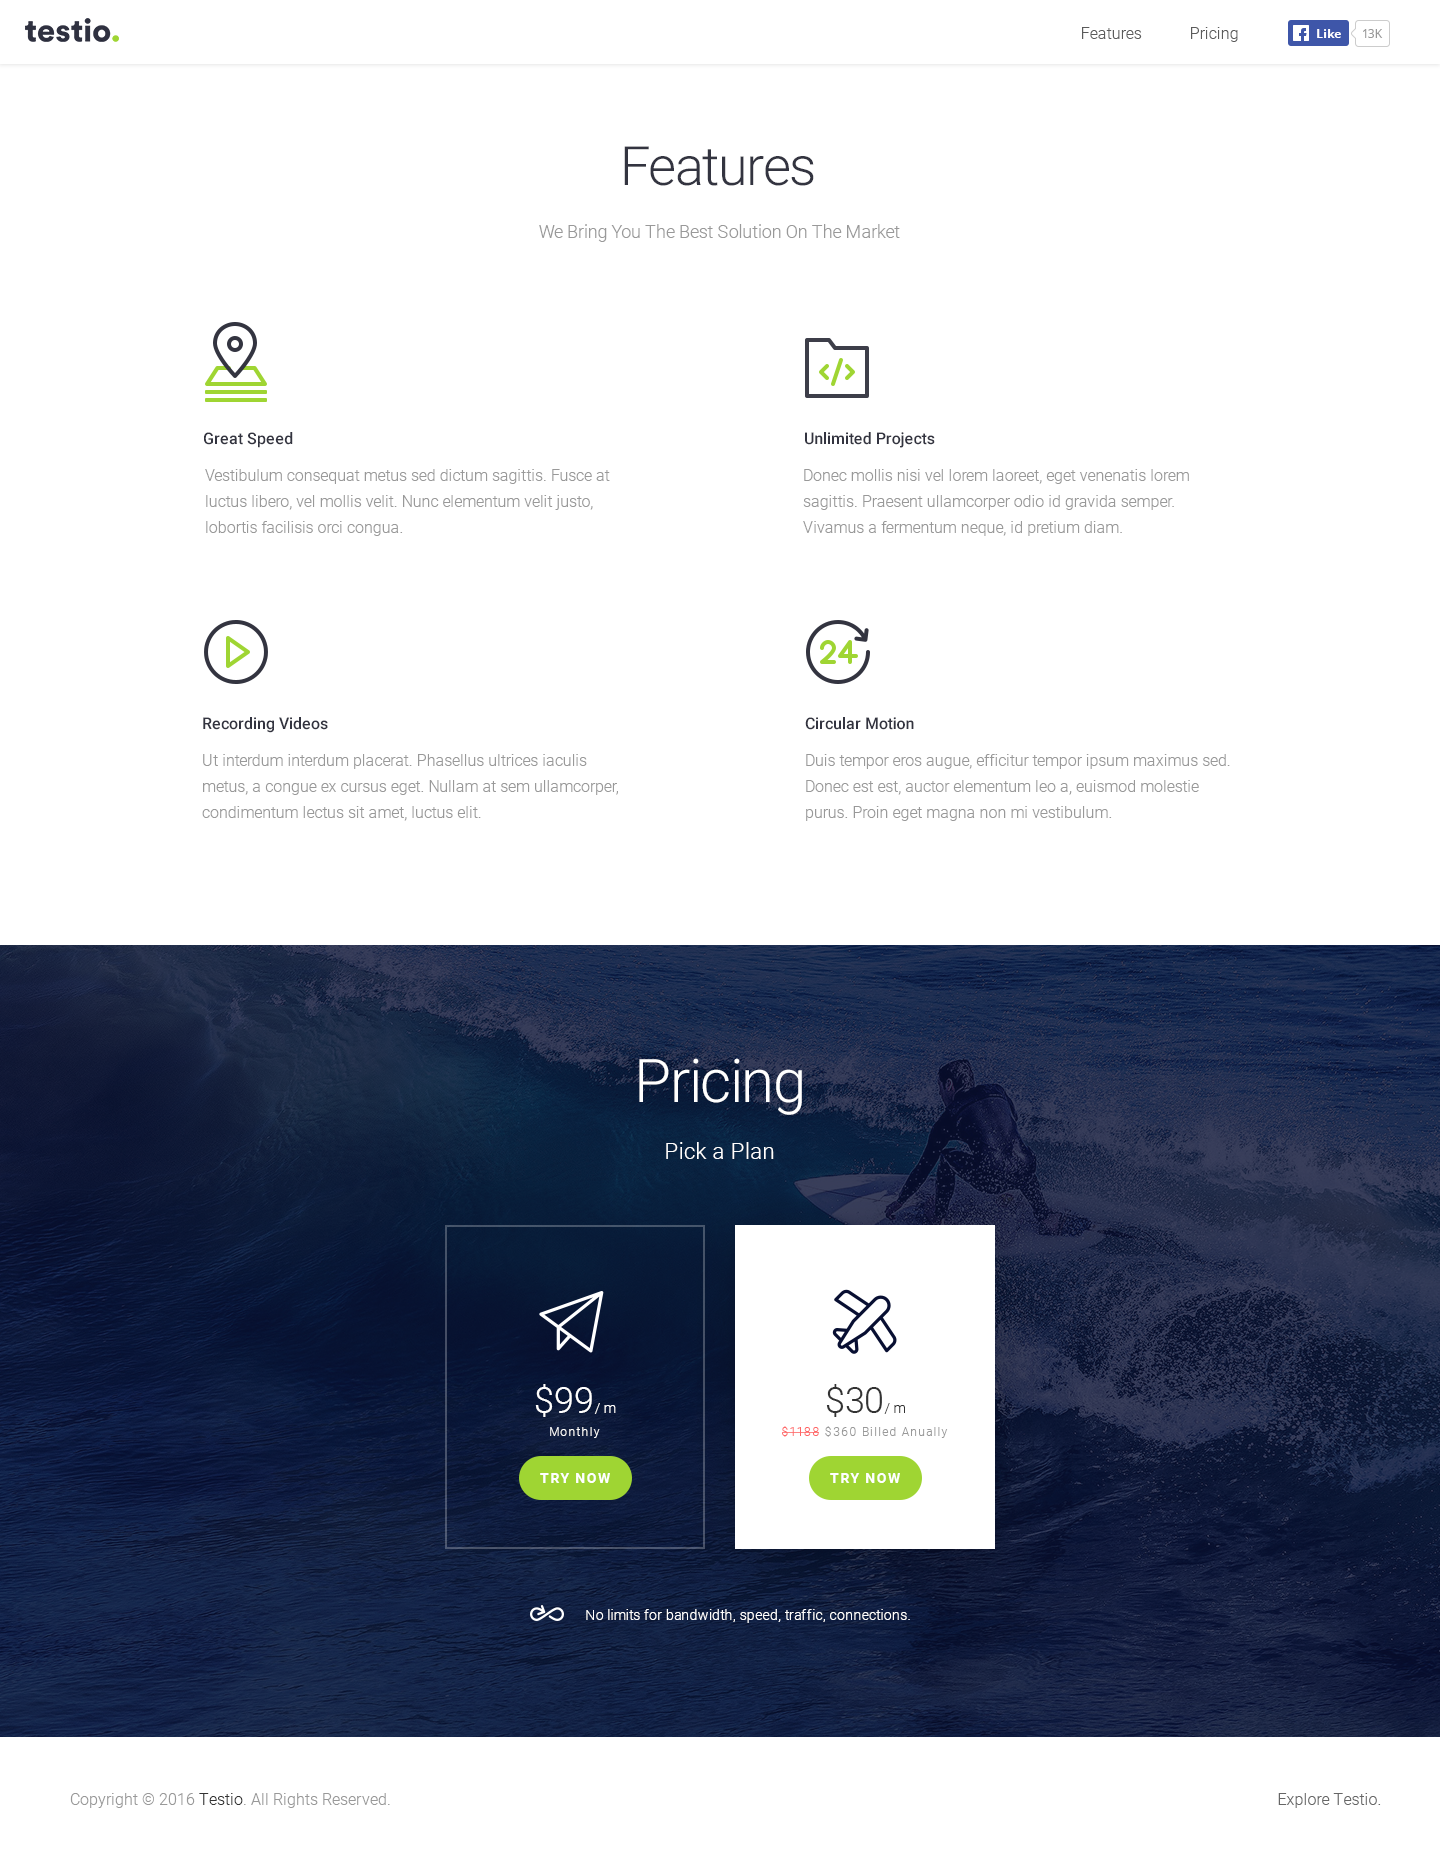 testio.
Features
Pricing
Like
13K
Features
We Bring You The Best Solution On The Market
Great Speed
Vestibulum consequat metus sed dictum sagittis. Fusce at
luctus libero, vel mollis velit. Nunc elementum velit justo,
lobortis facilisis orci congua.
Unlimited Projects
Donec mollis nisi vel lorem laoreet, eget venenatis lorem
sagittis. Praesent ullamcorper odio id gravida semper.
Vivamus a fermentum neque, id pretium diam.
Recording Videos
Ut interdum interdum placerat. Phasellus ultrices iaculis
metus, a congue ex cursus eget. Nullam at sem ullamcorper,
condimentum lectus sit amet, luctus elit.
24
Circular Motion
Duis tempor eros augue, efficitur tempor ipsum maximus sed.
Donec est est, auctor elementum leo a, euismod molestie
purus. Proin eget magna non mi vestibulum.
Pricing
Pick a Plan
$99/ m
Monthly
TRY NOW
$30/ m
$1188 $360 Billed Anually
TRY NOW
No limits for bandwidth, speed, traffic, connections.
Copyright © 2016 Testio. All Rights Reserved.
Explore Testio.